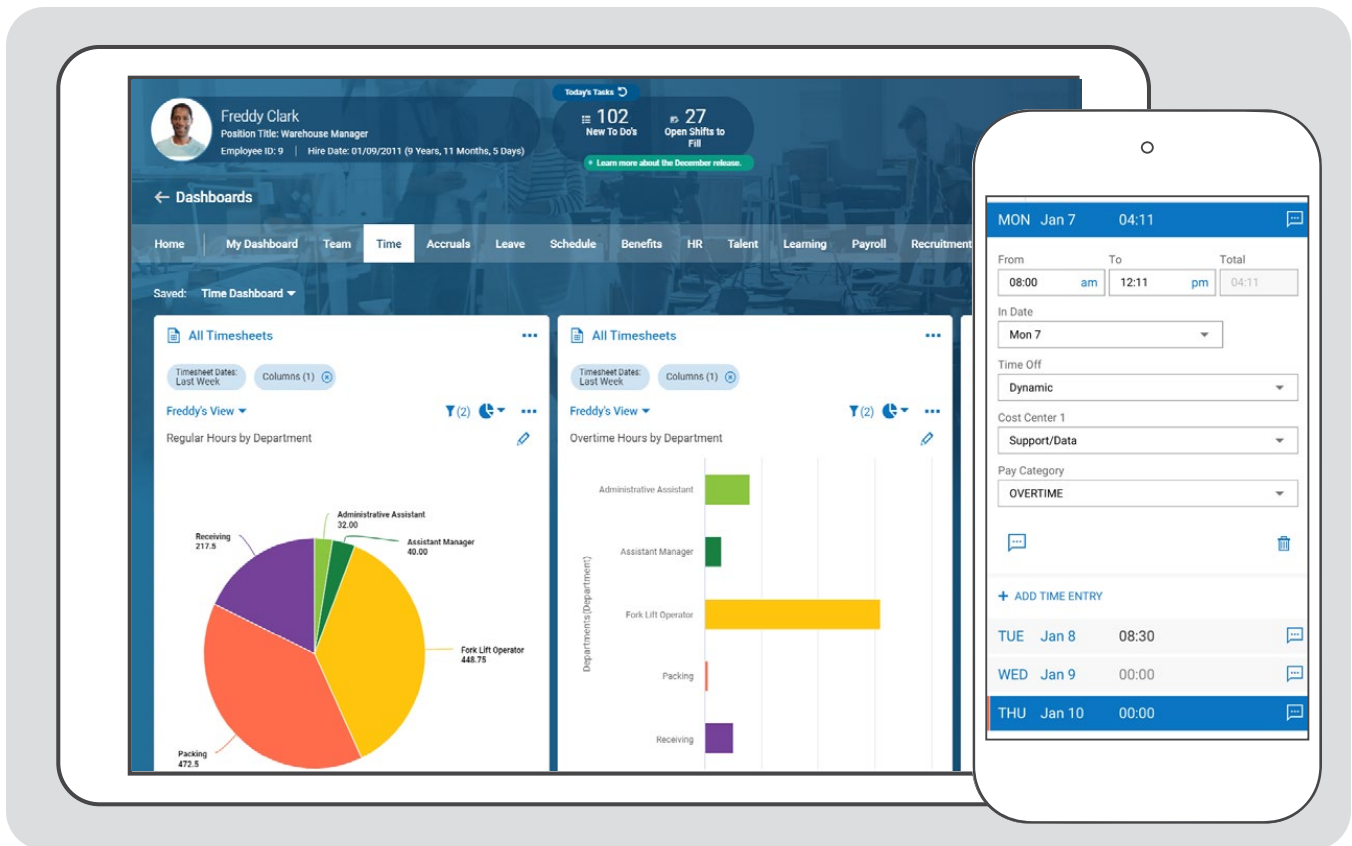 Today's Tasks
Freddy Clark
Position Title: Warehouse Manager
Employee ID: 9 | Hire Date: 01/09/2011 (9 Years, 11 Months, 5 Days)
102
New To Do's
27
Open Shifts to
Fill
Learn more about the December release.
Dashboards
Home My Dashboard Team Time Accruals Leave Schedule Benefits HR Talent Learning Payroll Recruitment
Saved: Time Dashboard
All Timesheets
Timesheet Dates:
Last Week
Columns (1)
Freddy's View
(2)
Regular Hours by Department
Administrative Assistant
32.00
Assistant Manager
40.00
Receiving
217.5
Fork Lift Operator
448.75
Packing
472.5
All Timesheets
Timesheet Dates:
Last Week
Columns (1)
Freddy's View
(2)
Overtime Hours by Department
Departments(Department)
Administrative Assistant
Assistant Manager
Fork Lift Operator
Packing
Receiving
MON Jan 7 04:11
From To Total
08:00 am 12:11 pm 04:11
In Date
Mon 7
Time Off
Dynamic
Cost Center 1
Support/Data
Pay Category
OVERTIME
+ ADD TIME ENTRY
TUE Jan 8 08:30
WED Jan 9 00:00
THU Jan 10 00:00